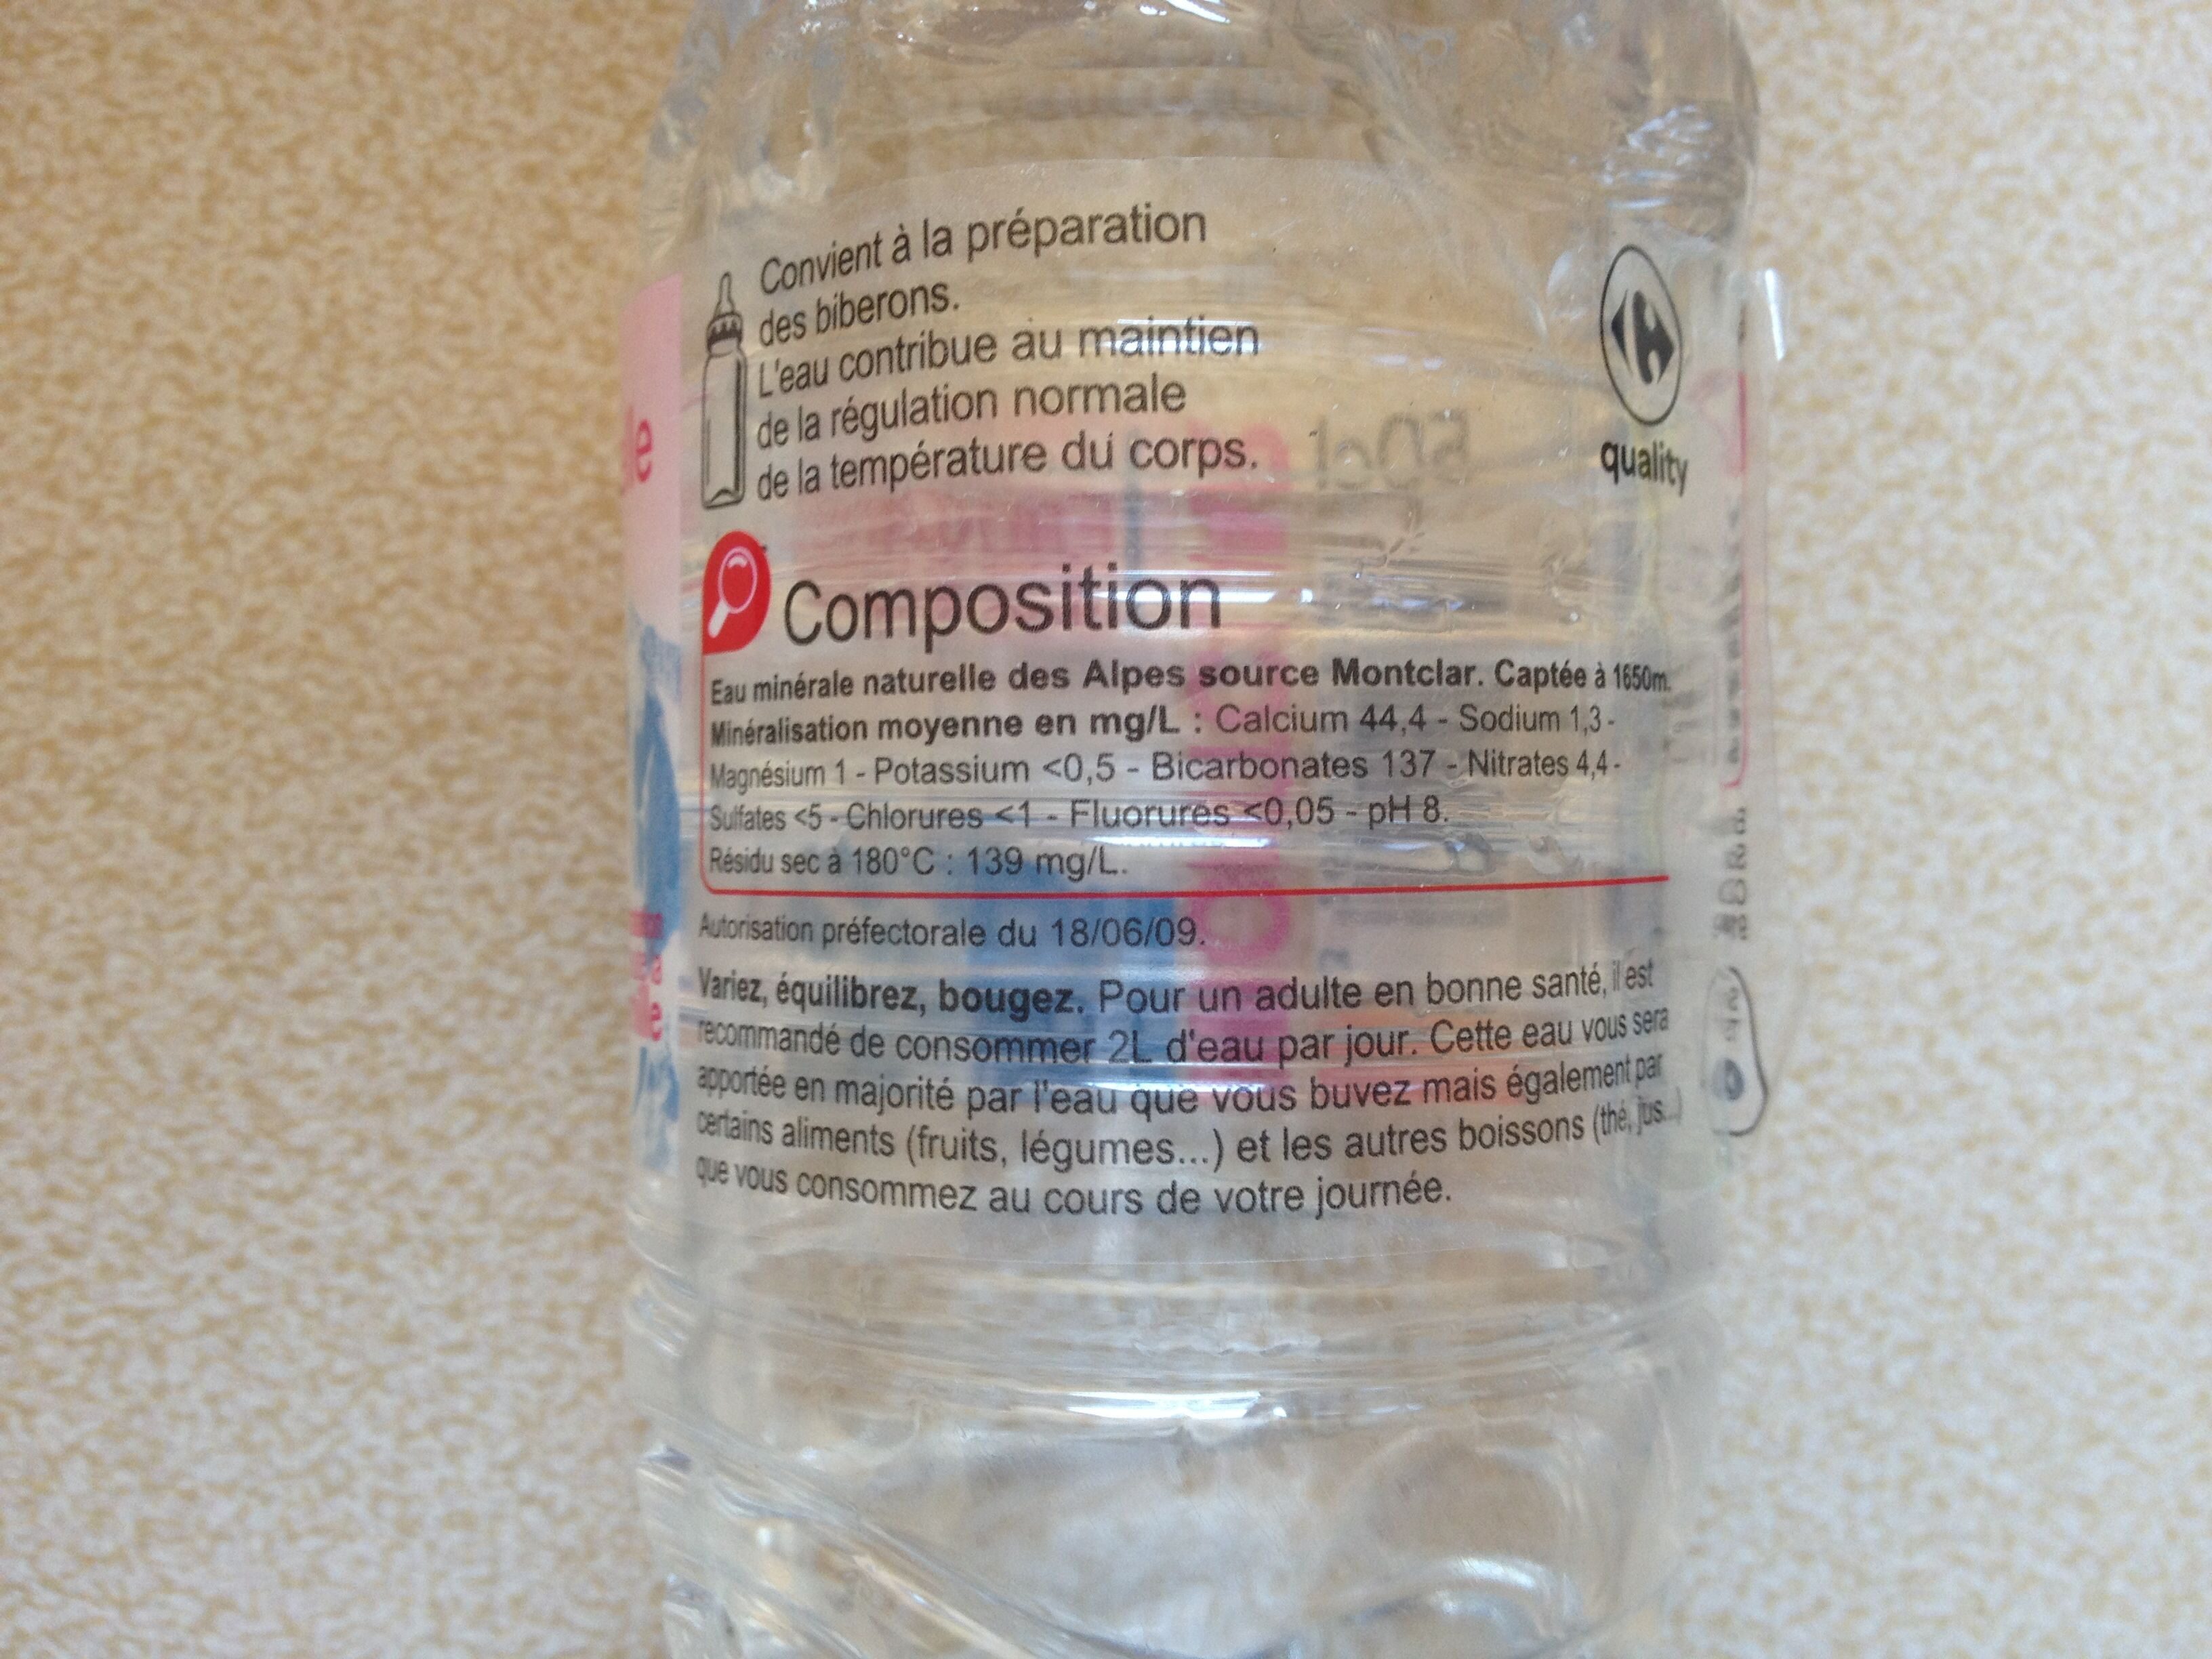 Convient à la préparation
des biberons.
L'eau contribue au maintien
de la régulation normale
de la température du corps.
quality
50cl
Composition
Eau minérale naturelle des Alpes source Montclar. Captée à 1650m.
Minéralisation moyenne en mg/L : Calcium 44,4 - Sodium 1,3 -
Magnésium 1 - Potassium <0,5 - Bicarbonates 137 - Nitrates 4,4 -
Sulfates <5 - Chlorures <1 - Fluorures <0,05 - pH 8.
Résidu sec à 180°C : 139 mg/L.
Autorisation préfectorale du 18/06/09.
Variez, équilibrez, bougez. Pour un adulte en bonne santé, il est
recommandé de consommer 2L d'eau par jour. Cette eau vous sera
apportée en majorité par l'eau que vous buvez mais également par
certains aliments (fruits, légumes...) et les autres boissons (thé, jus...)
que vous consommez au cours de votre journée.